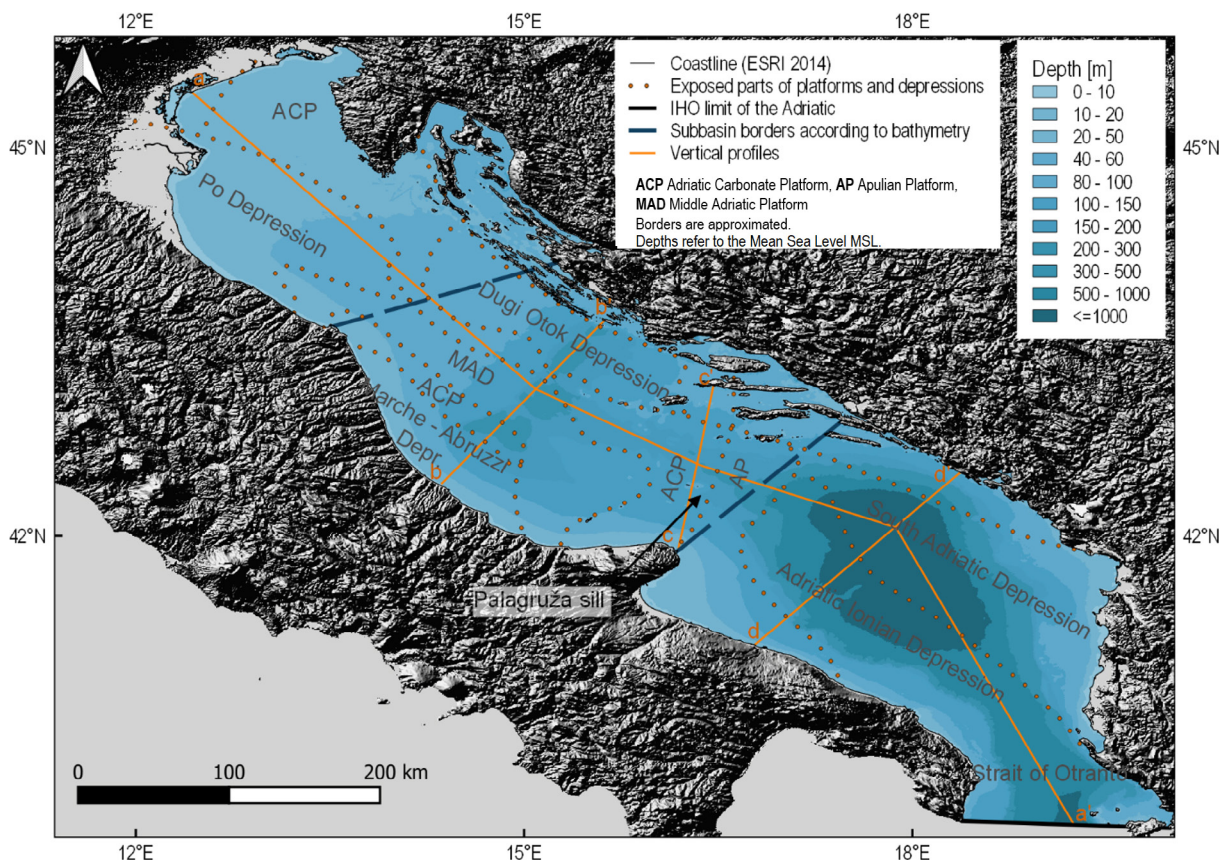 12°E
15°E
18°E
45°N
45°N
42°N
42°N
12°E
15°E
18°E
Coastline (ESRI 2014)
Exposed parts of platforms and depressions
IHO limit of the Adriatic
Subbasin borders according to bathymetry
Vertical profiles
ACP Adriatic Carbonate Platform, AP Apulian Platform,
MAD Middle Adriatic Platform
Borders are approximated.
Depths refer to the Mean Sea Level MSL.
Depth [m]
0 - 10
10 - 20
20 - 50
40 - 60
80 - 100
100 - 150
150 - 200
200 - 300
300 - 500
500 - 1000
<=1000
a
ACP
Po Depression
Dugi Otok Depression
b'
MAD
ACP
Marche - Abruzzi
Depr.
b
c'
ACP
AP
c
Palagruža sill
d'
South Adriatic Depression
Adriatic Ionian Depression
d
Strait of Otranto
a'
0
100
200 km